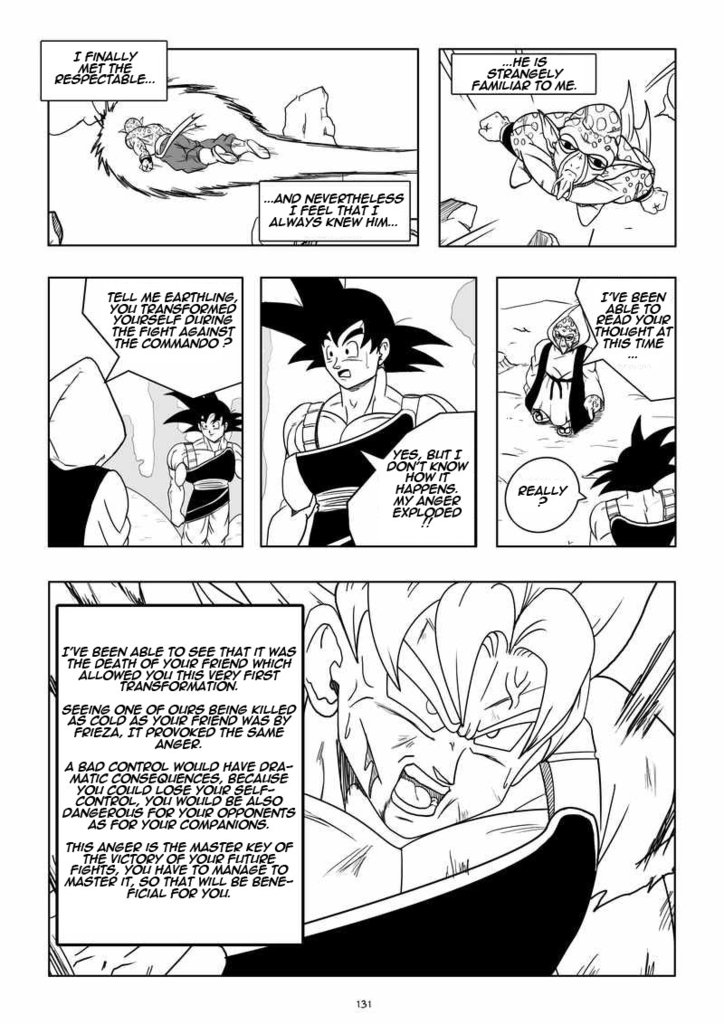 I FINALLY
MET THE
RESPECTABLE...
...AND NEVERTHELESS
I FEEL THAT I
ALWAYS KNEW HIM...
...HE IS
STRANGELY
FAMILIAR TO ME.
TELL ME EARTHLING,
YOU TRANSFORMED
YOURSELF DURING
THE FIGHT AGAINST
THE COMMANDO ?
YES, BUT I
DON'T KNOW
HOW IT
HAPPENS.
MY ANGER
EXPLODED
!!
I'VE BEEN
ABLE TO
READ YOUR
THOUGHT AT
THIS TIME
...
REALLY
?
I'VE BEEN ABLE TO SEE THAT IT WAS
THE DEATH OF YOUR FRIEND WHICH
ALLOWED YOU THIS VERY FIRST
TRANSFORMATION.
SEEING ONE OF OURS BEING KILLED
AS COLD AS YOUR FRIEND WAS BY
FRIEZA, IT PROVOKED THE SAME
ANGER.
A BAD CONTROL WOULD HAVE DRA-
MATIC CONSEQUENCES, BECAUSE
YOU COULD LOSE YOUR SELF-
CONTROL, YOU WOULD BE ALSO
DANGEROUS FOR YOUR OPPONENTS
AS FOR YOUR COMPANIONS.
THIS ANGER IS THE MASTER KEY OF
THE VICTORY OF YOUR FUTURE
FIGHTS, YOU HAVE TO MANAGE TO
MASTER IT, SO THAT WILL BE BENE-
FICIAL FOR YOU.
131